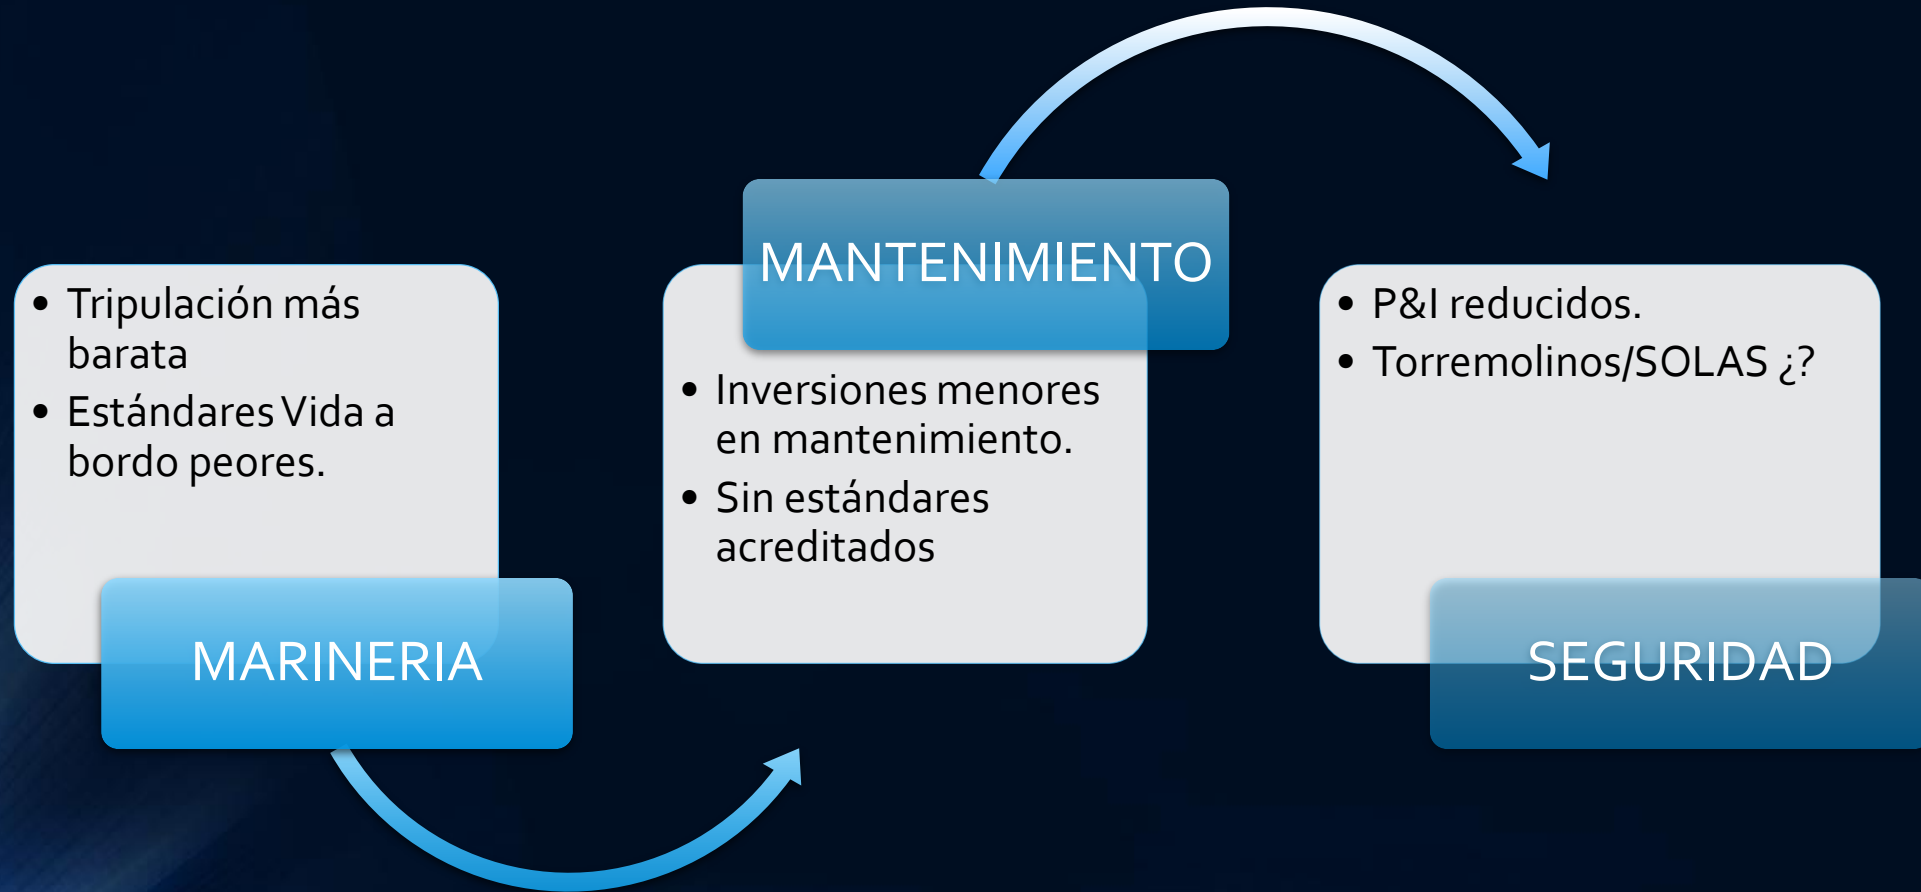 • Tripulación más
barata
• Estándares Vida a
bordo peores.
MARINERIA
MANTENIMIENTO
• Inversiones menores
en mantenimiento.
• Sin estándares
acreditados
• P&I reducidos.
• Torremolinos/SOLAS ¿?
SEGURIDAD